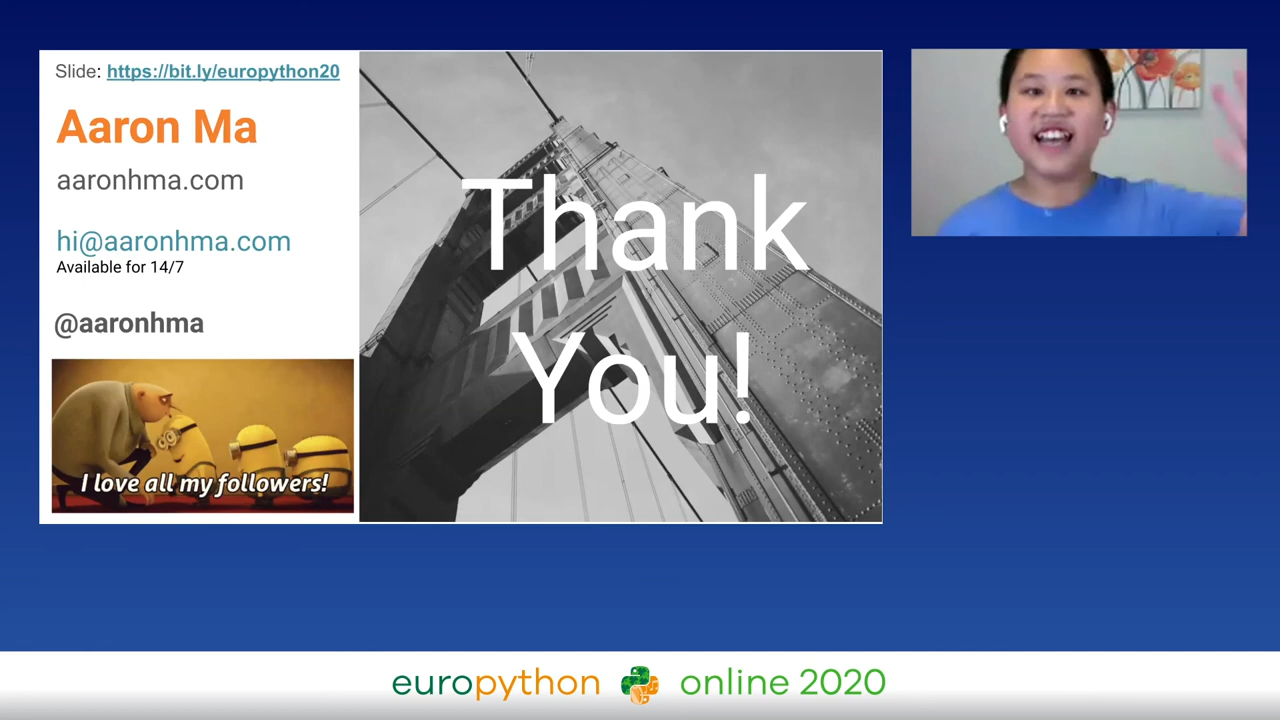 Slide: https://bit.ly/europython20
Aaron Ma
aaronhma.com
hi@aaronhma.com
Available for 14/7
@aaronhma
I love all my followers!
Thank
You!
europython online 2020